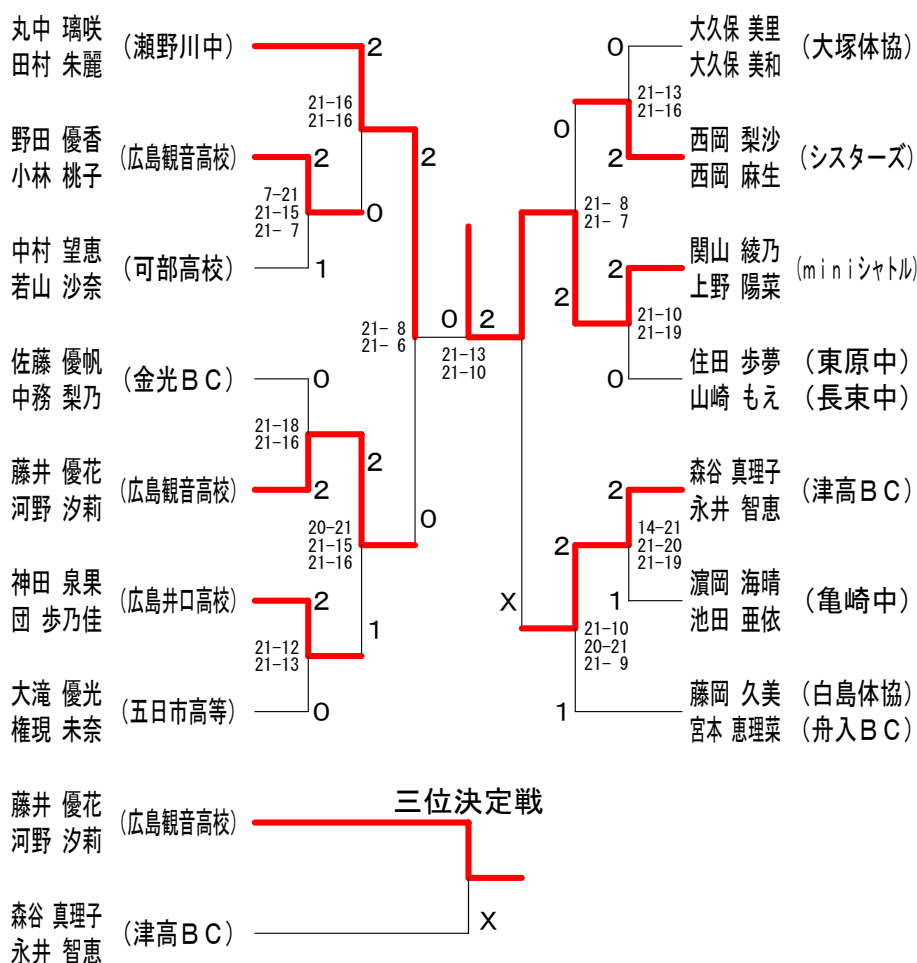 丸中 璃咲
田村 朱麗
(瀬野川中)
2
21-16
21-16
野田 優香
小林 桃子
(広島観音高校)
2
7-21
21-15
21- 7
0
中村 望恵
若山 沙奈
(可部高校)
1
2
21- 8
21- 6
佐藤 優帆
中務 梨乃
(金光BC)
0
21-18
21-16
藤井 優花
河野 汐莉
(広島観音高校)
2
2
20-21
21-15
21-16
0
神田 泉果
団 歩乃佳
(広島井口高校)
2
21-12
21-13
1
大滝 優光
権現 未奈
(五日市高等)
0
0
2
21-13
21-10
大久保 美里
大久保 美和
(大塚体協)
0
21-13
21-16
0
西岡 梨沙
西岡 麻生
(シスターズ)
2
21- 8
21- 7
関山 綾乃
上野 陽菜
(miniシャトル)
2
2
21-10
21-19
住田 歩夢
山崎 もえ
(東原中)
(長束中)
0
森谷 真理子
永井 智恵
(津高BC)
2
14-21
21-20
21-19
2
濵岡 海晴
池田 亜依
(亀崎中)
1
X
21-10
20-21
21- 9
藤岡 久美
宮本 恵理菜
(白島体協)
(舟入BC)
1
三位決定戦
藤井 優花
河野 汐莉
(広島観音高校)
森谷 真理子
永井 智恵
(津高BC)
X